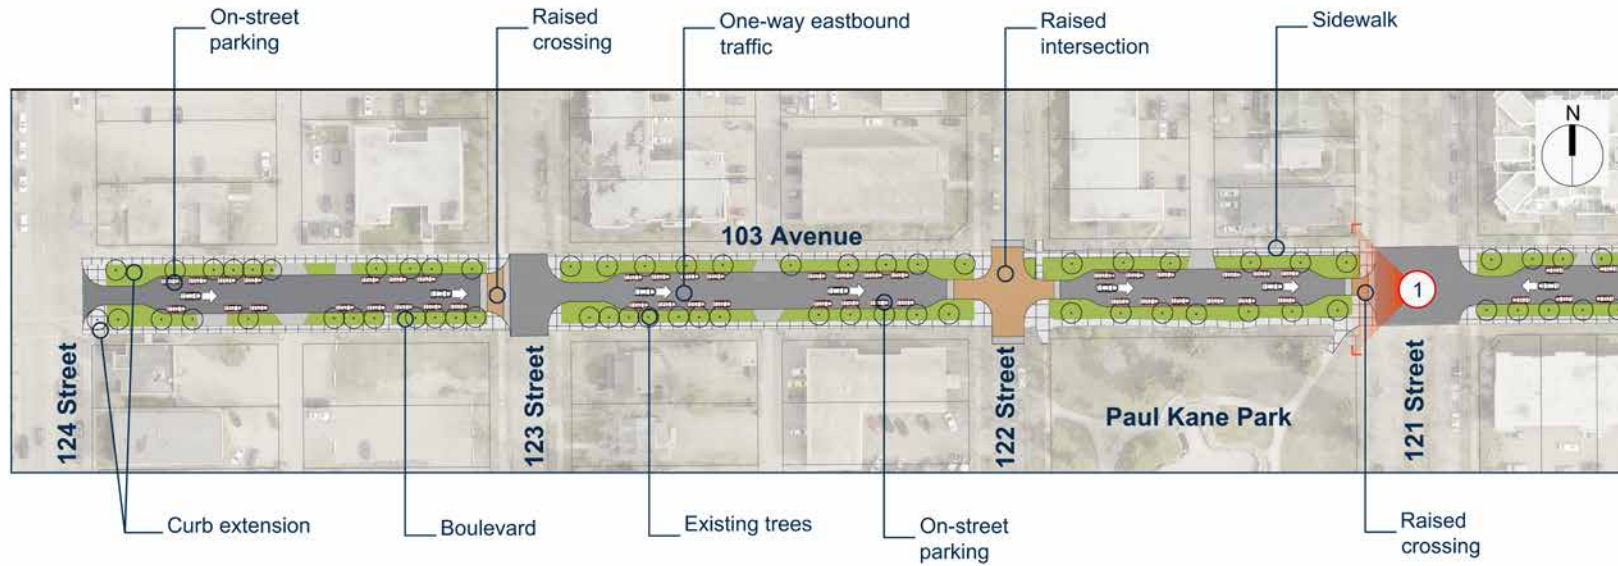 On-street
parking
Raised
crossing
One-way eastbound
traffic
Raised
intersection
Sidewalk
N
103 Avenue
1
124 Street
123 Street
122 Street
Paul Kane Park
121 Street
Curb extension
Boulevard
Existing trees
On-street
parking
Raised
crossing